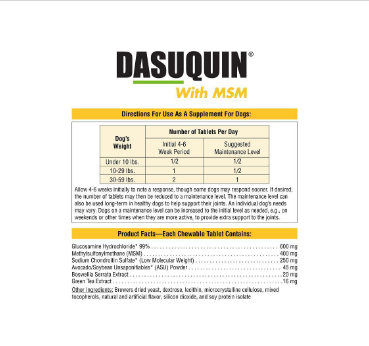 DASUQUIN®
With MSM
Directions For Use As A Supplement For Dogs:
Dog's Weight | Number of Tablets Per Day
Initial 4-6 Week Period | Suggested Maintenance Level
Under 10 lbs. 1/2 1/2
10-29 lbs. 1 1/2
30-59 lbs. 2 1
Allow 4-6 weeks initially to note a response, though some dogs may respond sooner. If desired,
the number of tablets may then be reduced to a maintenance level. The maintenance level can
also be used long-term in healthy dogs to help support their joints. An individual dog's needs
may vary. Dogs on a maintenance level can be increased to the initial level as needed, e.g., on
weekends or other times when they are more active, to provide extra support to the joints.
Product Facts—Each Chewable Tablet Contains:
Glucosamine Hydrochloride* 99% 600 mg
Methylsulfonylmethane (MSM) 400 mg
Sodium Chondroitin Sulfate* (Low Molecular Weight) 250 mg
Avocado/Soybean Unsaponifiables* (ASU) Powder 45 mg
Boswellia Serrata Extract 20 mg
Green Tea Extract mg
Other Ingredients: Brewers dried yeast, dextrose, lecithin, microcrystalline cellulose, mixed
tocopherols, natural and artificial flavor, silicon dioxide, and soy protein isolate